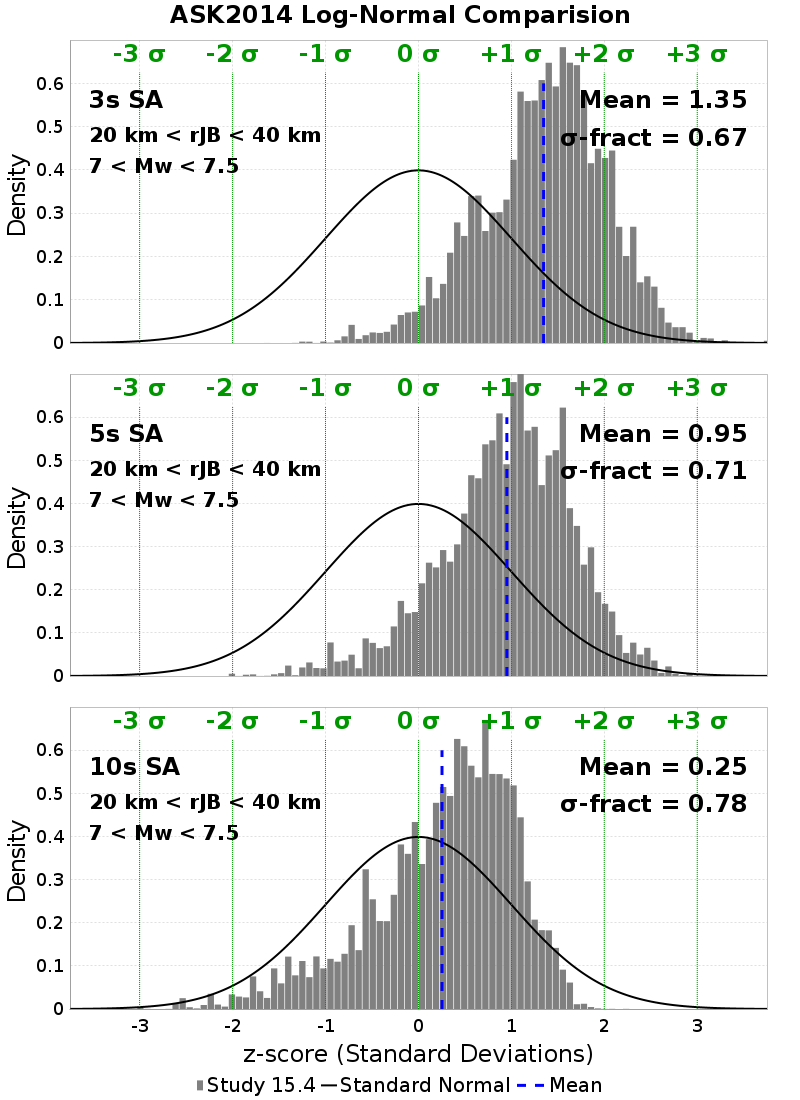 ASK2014 Log-Normal Comparision
-3 σ -2 σ -1 σ 0 σ +1 σ +2 σ +3 σ
3s SA
20 km < rJB < 40 km
7 < Mw < 7.5
Mean = 1.35
σ-fract = 0.67
Density
0.6
0.5
0.4
0.3
0.2
0.1
0
-3 σ -2 σ -1 σ 0 σ +1 σ +2 σ +3 σ
5s SA
20 km < rJB < 40 km
7 < Mw < 7.5
Mean = 0.95
σ-fract = 0.71
Density
0.6
0.5
0.4
0.3
0.2
0.1
0
-3 σ -2 σ -1 σ 0 σ +1 σ +2 σ +3 σ
10s SA
20 km < rJB < 40 km
7 < Mw < 7.5
Mean = 0.25
σ-fract = 0.78
Density
0.6
0.5
0.4
0.3
0.2
0.1
0
-3 -2 -1 0 1 2 3
z-score (Standard Deviations)
Study 15.4 Standard Normal Mean